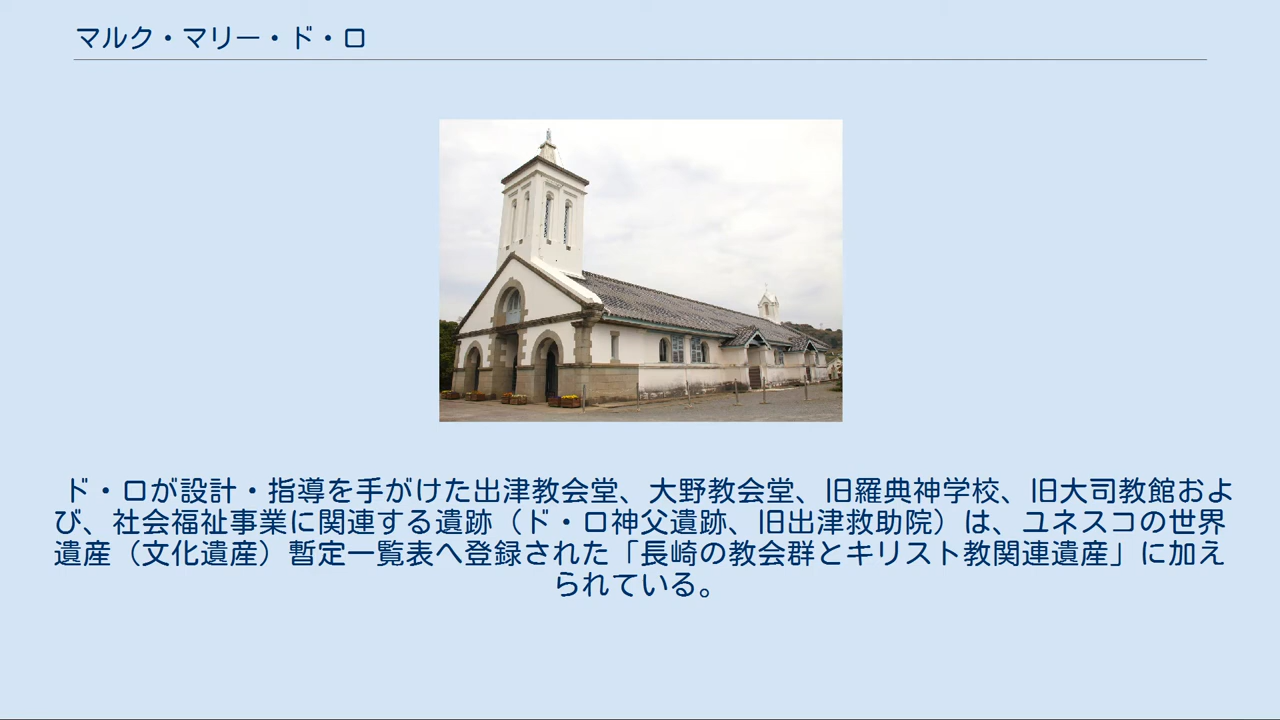 マルク・マリー・ド・ロ
ド・ロが設計・指導を手がけた出津教会堂、大野教会堂、旧羅典神学校、旧大司教館およ
び、社会福祉事業に関連する遺跡（ド・ロ神父遺跡、旧出津救助院）は、ユネスコの世界
遺産（文化遺産）暫定一覧表へ登録された「長崎の教会群とキリスト教関連遺産」に加え
られている。